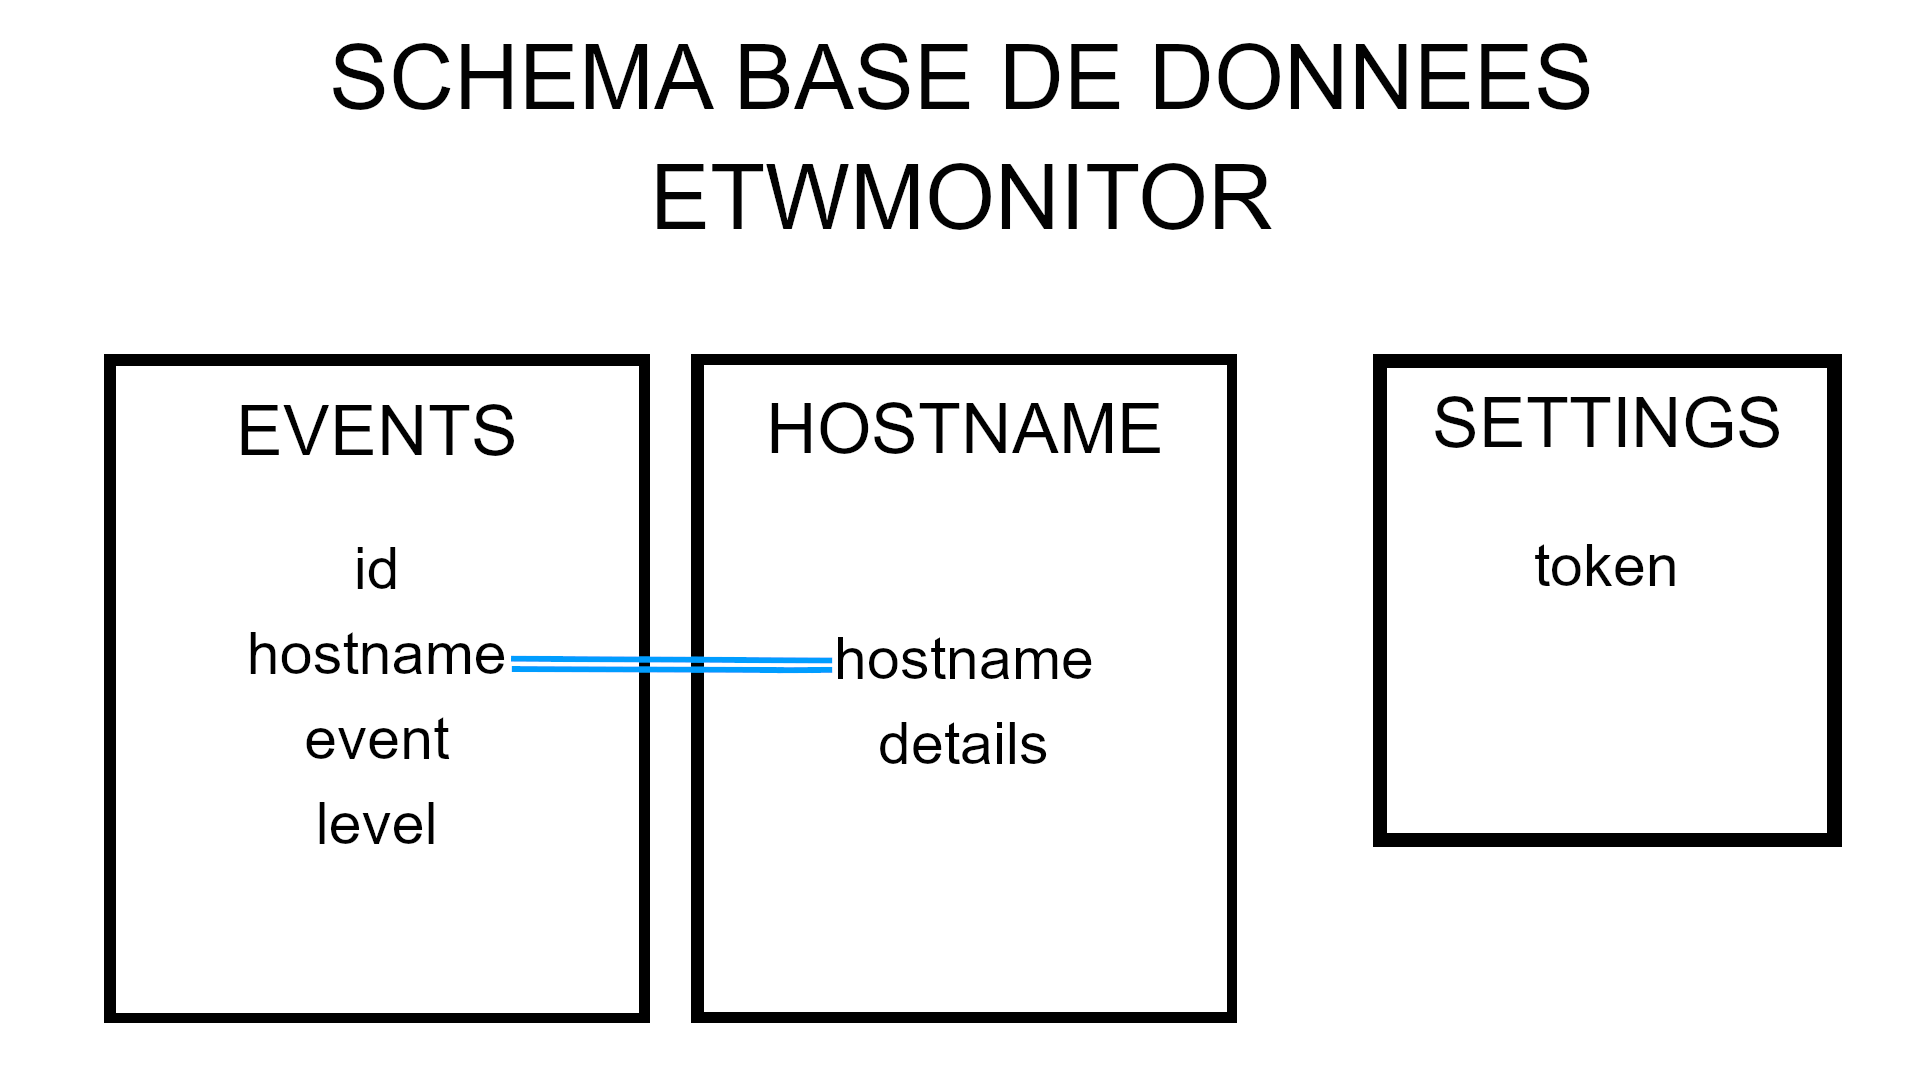 SCHEMA BASE DE DONNEES
ETWMONITOR
EVENTS
id
hostname
event
level
HOSTNAME
hostname
details
SETTINGS
token